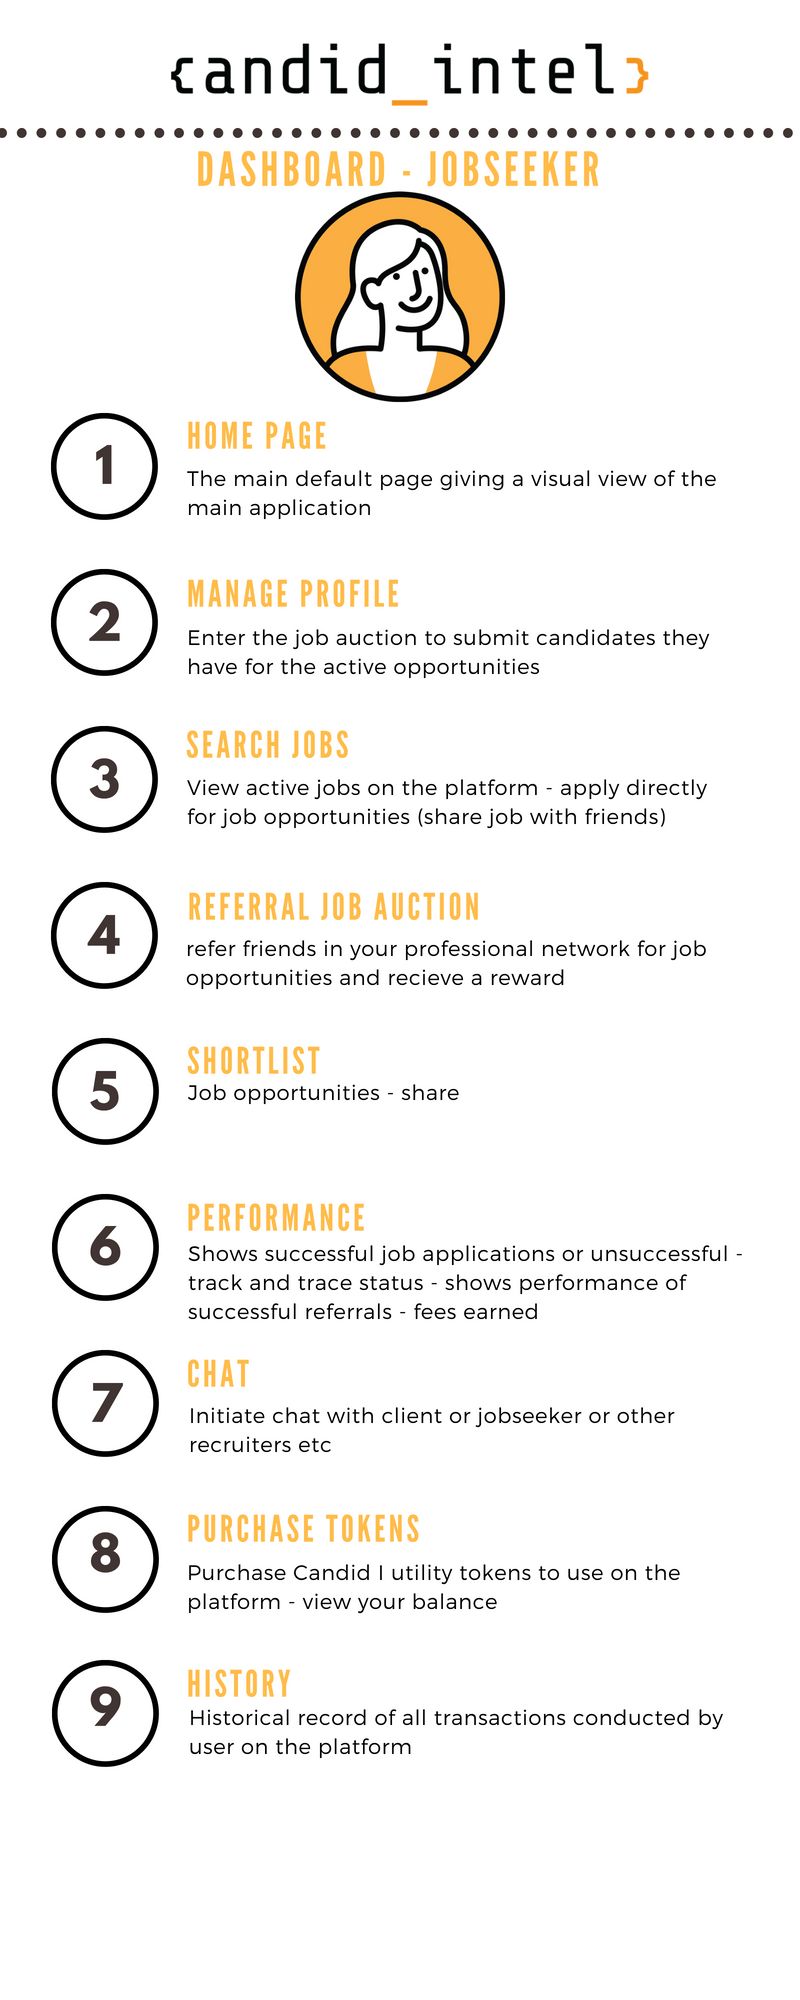 {candid_intel}
DASHBOARD - JOBSEEKER
1
HOME PAGE
The main default page giving a visual view of the
main application
2
MANAGE PROFILE
Enter the job auction to submit candidates they
have for the active opportunities
3
SEARCH JOBS
View active jobs on the platform - apply directly
for job opportunities (share job with friends)
4
REFERRAL JOB AUCTION
refer friends in your professional network for job
opportunities and recieve a reward
5
SHORTLIST
Job opportunities - share
6
PERFORMANCE
Shows successful job applications or unsuccessful -
track and trace status - shows performance of
successful referrals - fees earned
7
CHAT
Initiate chat with client or jobseeker or other
recruiters etc
8
PURCHASE TOKENS
Purchase Candid I utility tokens to use on the
platform - view your balance
9
HISTORY
Historical record of all transactions conducted by
user on the platform